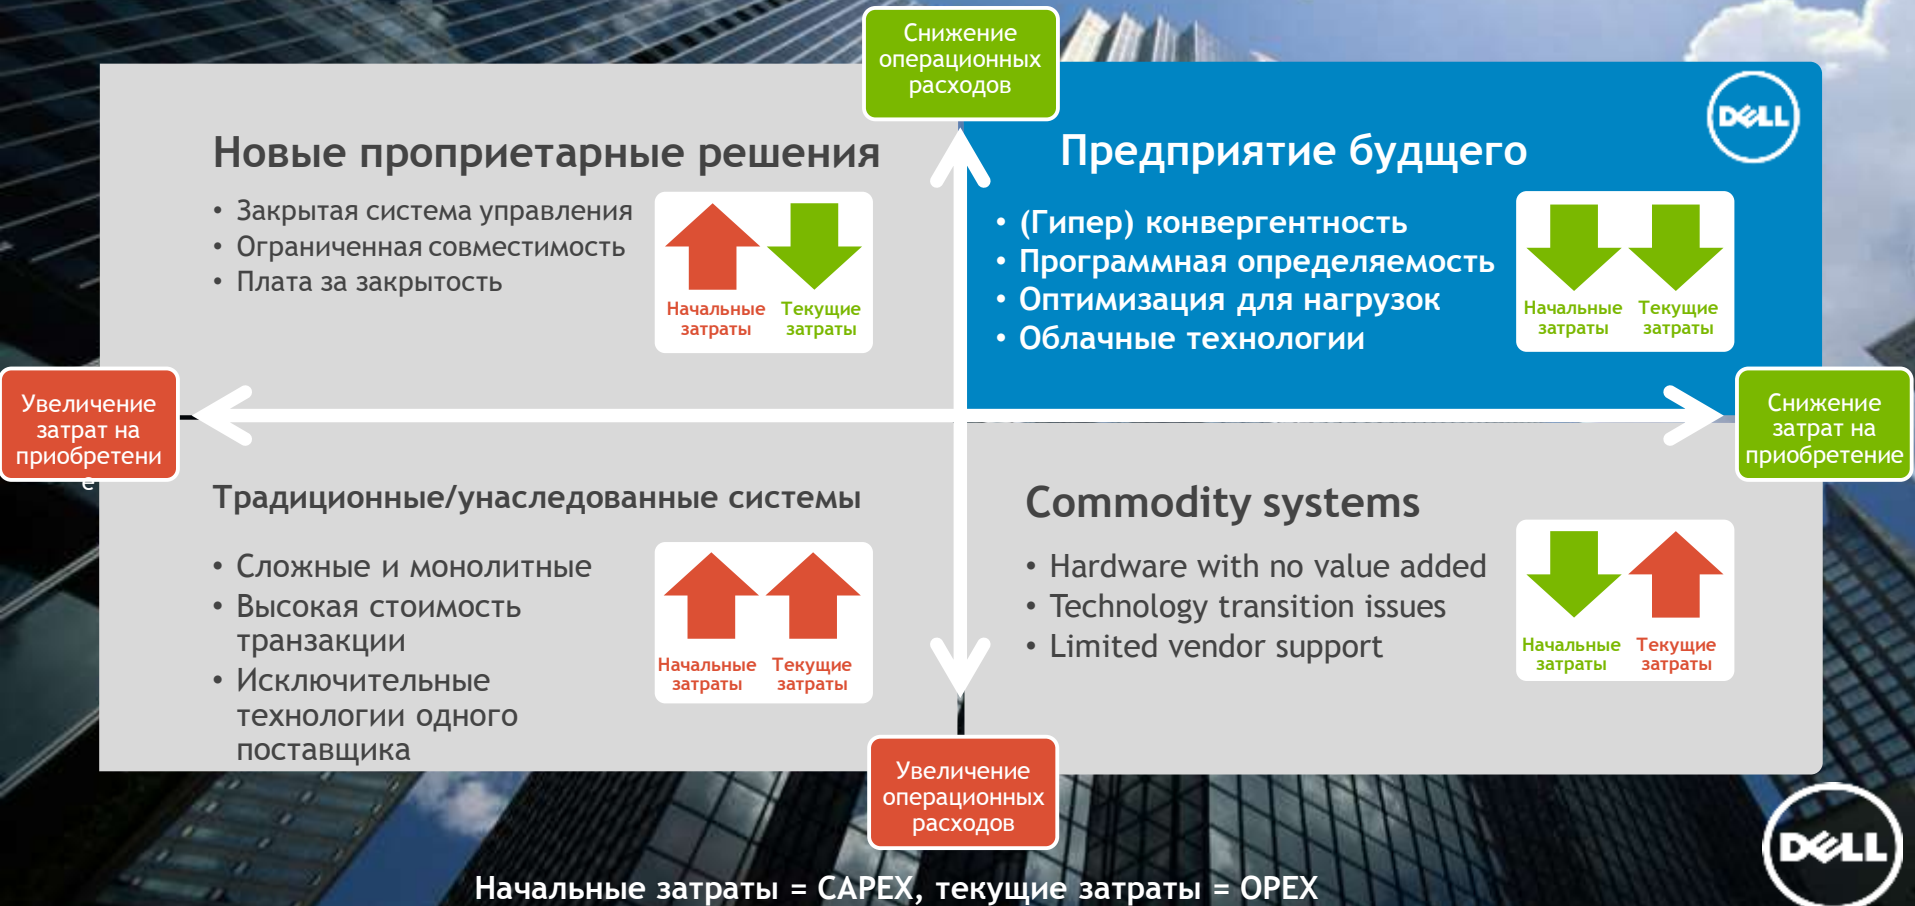 Снижение
операционных
расходов
Новые проприетарные решения
• Закрытая система управления
• Ограниченная совместимость
• Плата за закрытость
Начальные
затраты
Текущие
затраты
DELL
Предприятие будщего
• (Гипер) конвергентность
• Программная определяемость
• Оптимизация для нагрузок
• Облачные технологии
Начальные
затраты
Текущие
затраты
Увеличение
затрат на
приобретени
е
Снижение
затрат на
приобретение
Традиционные/унаследованные системы
• Сложные и монолитные
• Высокая стоимость
транзакции
• Исключительные
технологии одного
поставщика
Начальные
затраты
Текущие
затраты
Commodity systems
• Hardware with no value added
• Technology transition issues
• Limited vendor support
Начальные
затраты
Текущие
затраты
Увеличение
операционных
расходов
DELL
Начальные затраты = CAPEX, текущие затраты = OPEX